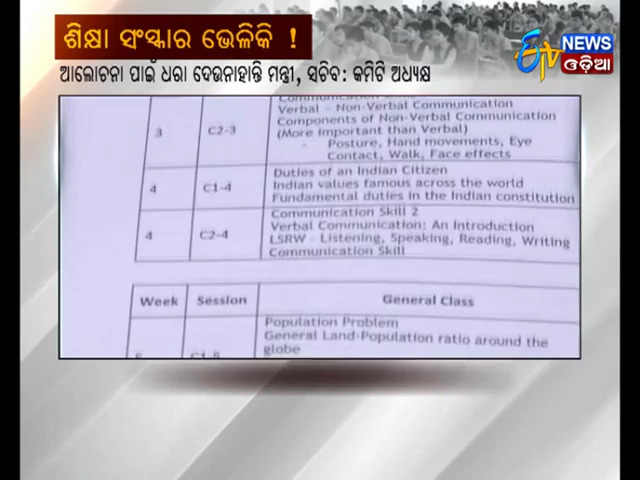 ଶିକ୍ଷା ସଂସ୍କାର ଭେଳିକି !
ETV NEWS
ଓଡ଼ିଆ
ଆଲୋଚନା ପାଇଁ ଧରା ଦେଉନାହାନ୍ତି ମନ୍ତ୍ରୀ, ସଚିବ: କମିଟି ଅଧ୍ୟକ୍ଷ
Verbal - Non-Verbal Communication
Components of Non-Verbal Communication
3 C2-3 (More important than Verbal)
- Posture, Hand movements, Eye
Contact, Walk, Face effects
Duties of an Indian Citizen
4 C1-4 Indian values famous across the world
Fundamental duties in the Indian constitution
Communication Skill 2
4 C2-4 Verbal Communication: An Introduction
LSRW - Listening, Speaking, Reading, Writing
Communication Skill
Week Session General Class
Population Problem
General Land-Population ratio around the
C1-5 globe